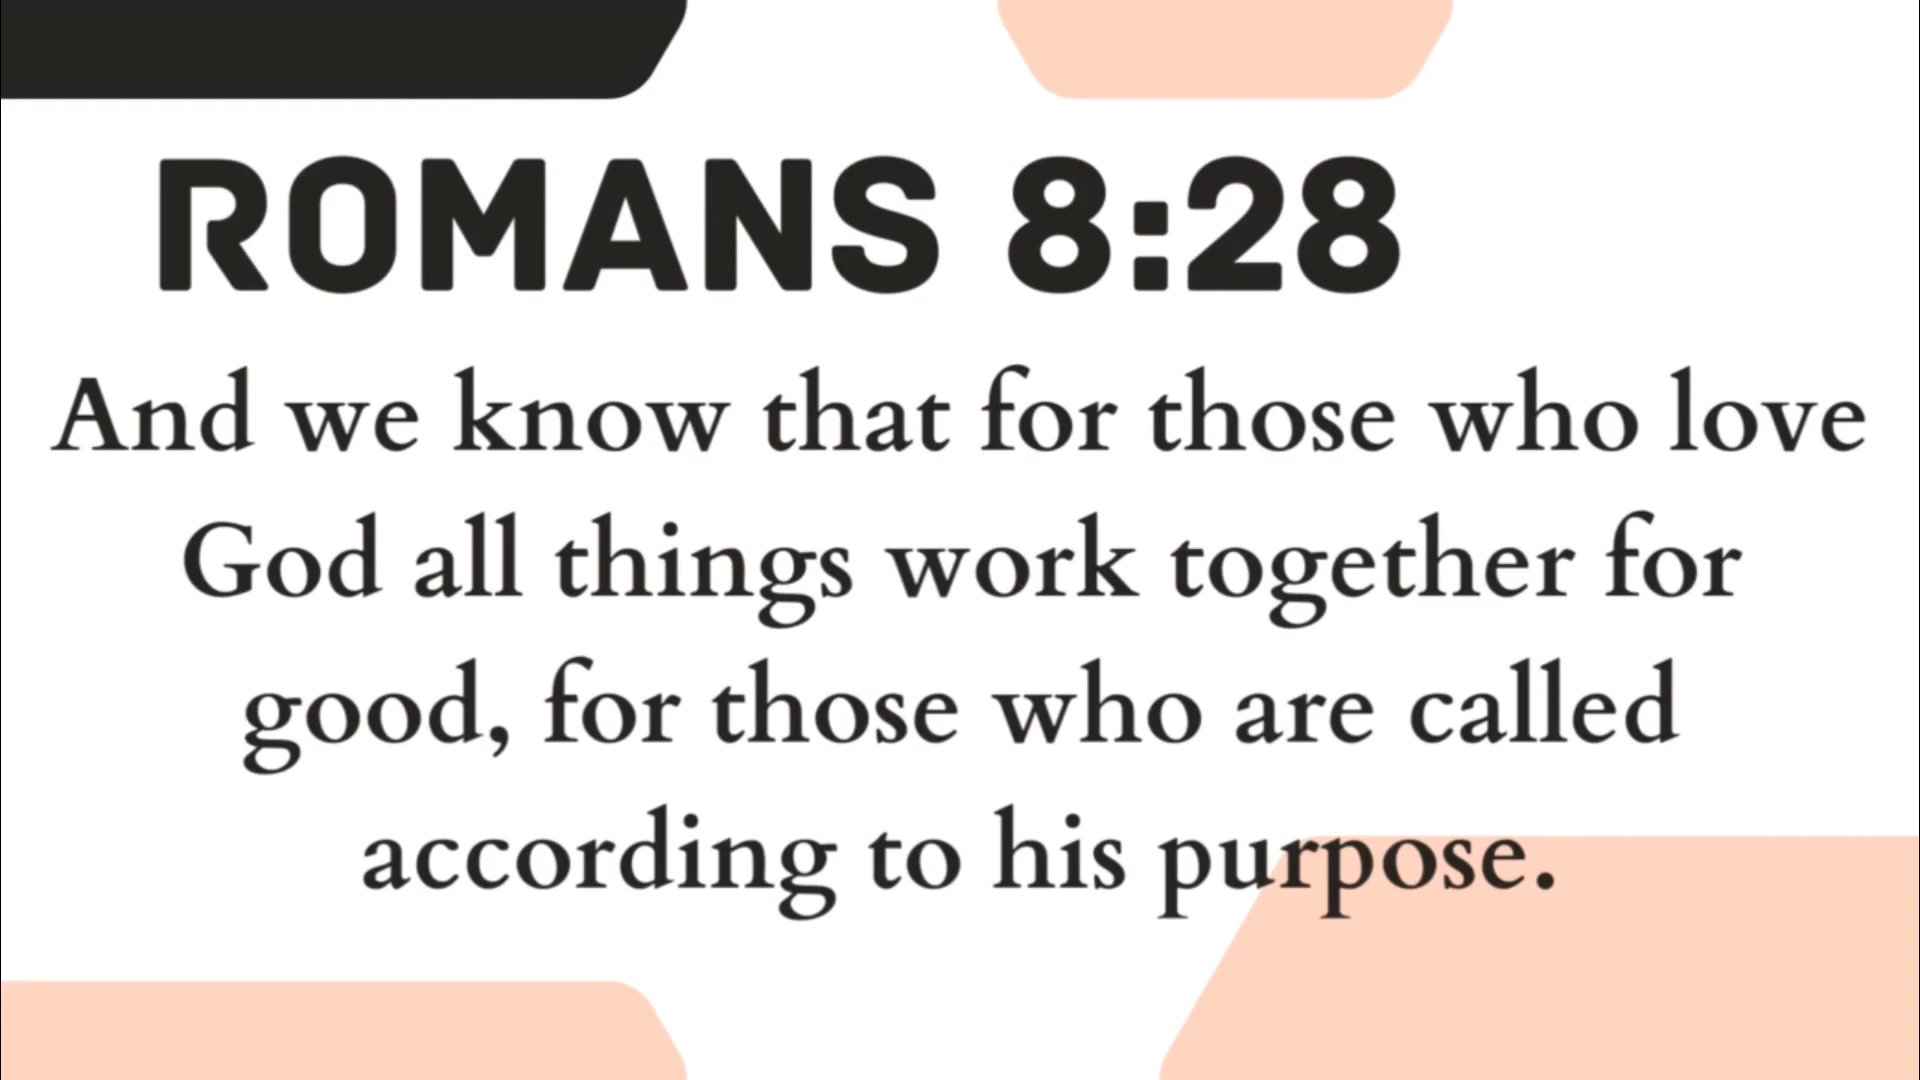 ROMANS 8:28
And we know that for those who love
God all things work together for
good, for those who are called
according to his purpose.